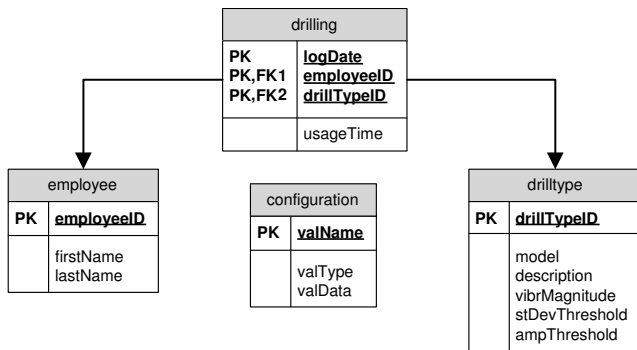 drilling
PK logDate
PK,FK1 employeeID
PK,FK2 drillTypeID
usageTime
employee
PK employeeID
firstName
lastName
configuration
PK valName
valType
valData
drilltype
PK drillTypeID
model
description
vibrMagnitude
stDevThreshold
ampThreshold